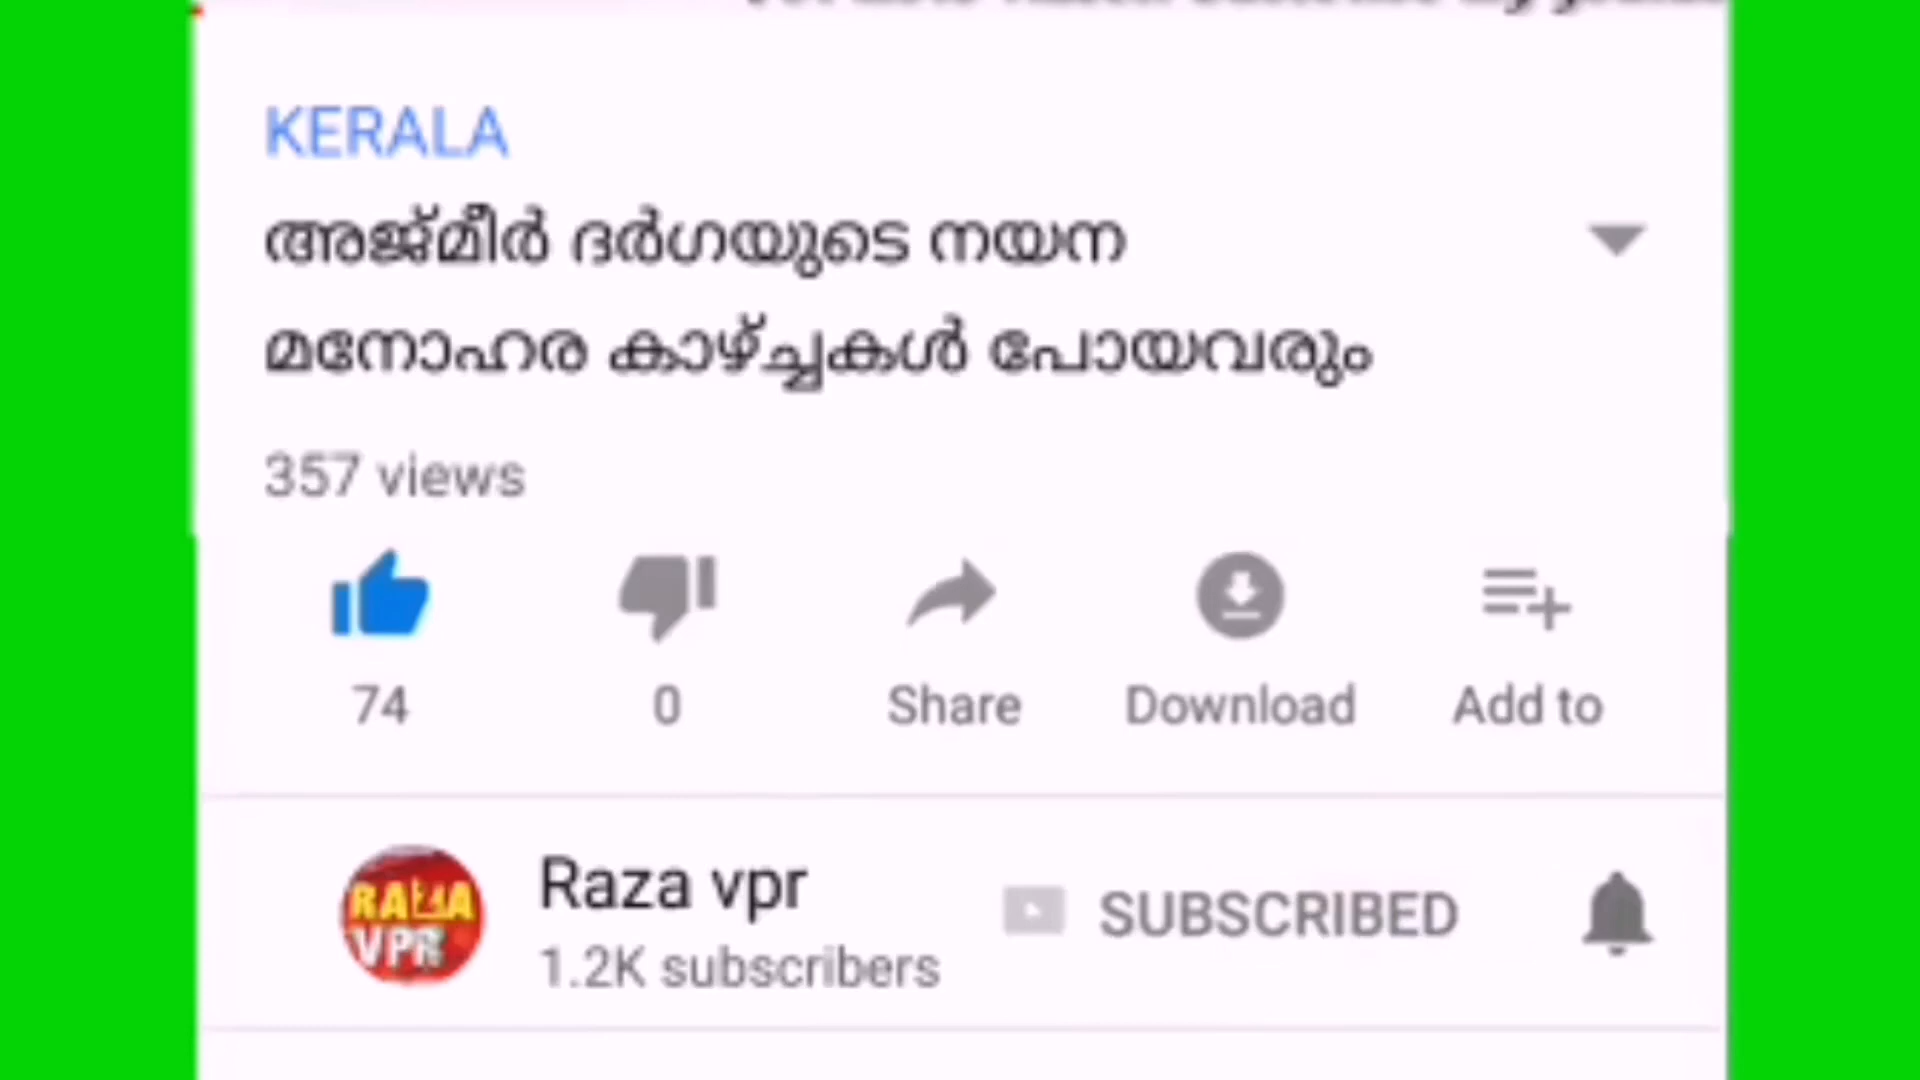 KERALA
അജ്മീർ ദർഗയുടെ നയന
മനോഹര കാഴ്ച്ചകൾ പോയവരും
357 views
74
0
Share
Download
Add to
RAZA
VPR
Raza vpr
1.2K subscribers
SUBSCRIBED